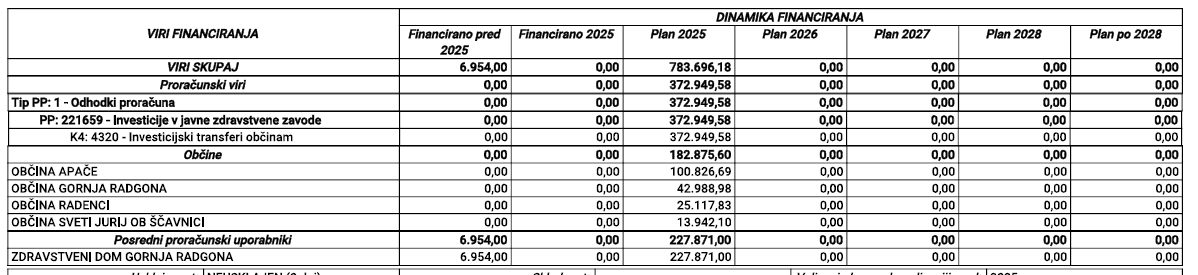 VIRI FINANCIRANJA DINAMIKA FINANCIRANJA
Financirano pred 2025 Financirano 2025 Plan 2025 Plan 2026 Plan 2027 Plan 2028 Plan po 2028
VIRI SKUPAJ 6.954,00 0,00 783.696,18 0,00 0,00 0,00 0,00
Proračunski viri 0,00 0,00 372.949,58 0,00 0,00 0,00 0,00
Tip PP: 1 - Odhodki proračuna 0,00 0,00 372.949,58 0,00 0,00 0,00 0,00
PP: 221659 - Investicije v javne zdravstvene zavode 0,00 0,00 372.949,58 0,00 0,00 0,00 0,00
K4: 4320 - Investicijski transferi občinam 0,00 0,00 372.949,58 0,00 0,00 0,00 0,00
Občine 0,00 0,00 182.875,60 0,00 0,00 0,00 0,00
OBČINA APAČE 0,00 0,00 100.826,69 0,00 0,00 0,00 0,00
OBČINA GORNJA RADGONA 0,00 0,00 42.988,98 0,00 0,00 0,00 0,00
OBČINA RADENCI 0,00 0,00 25.117,83 0,00 0,00 0,00 0,00
OBČINA SVETI JURIJ OB ŠČAVNICI 0,00 0,00 13.942,10 0,00 0,00 0,00 0,00
Posredni proračunski uporabniki 6.954,00 0,00 227.871,00 0,00 0,00 0,00 0,00
ZDRAVSTVENI DOM GORNJA RADGONA 6.954,00 0,00 227.871,00 0,00 0,00 0,00 0,00